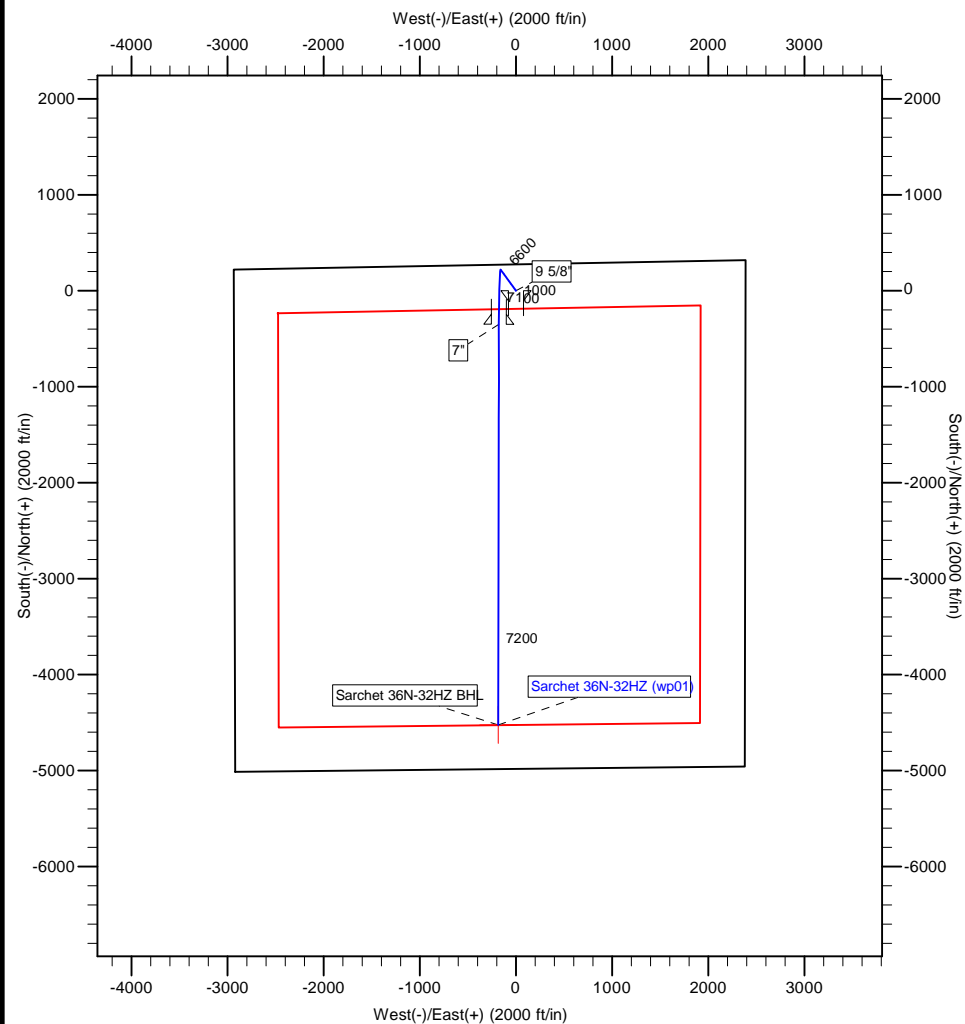 West(-)/East(+) (2000 ft/in)
-4000 -3000 -2000 -1000 0 1000 2000 3000
2000 2000
1000 1000
6600
9 5/8"
0 0
1000
7100
7"
-1000 -1000
South(-)/North(+) (2000 ft/in)
South(-)/North(+) (2000 ft/in)
-2000 -2000
-3000 -3000
7200
-4000 -4000
Sarchet 36N-32HZ BHL
Sarchet 36N-32HZ (wp01)
-5000 -5000
-6000 -6000
-4000 -3000 -2000 -1000 0 1000 2000 3000
West(-)/East(+) (2000 ft/in)